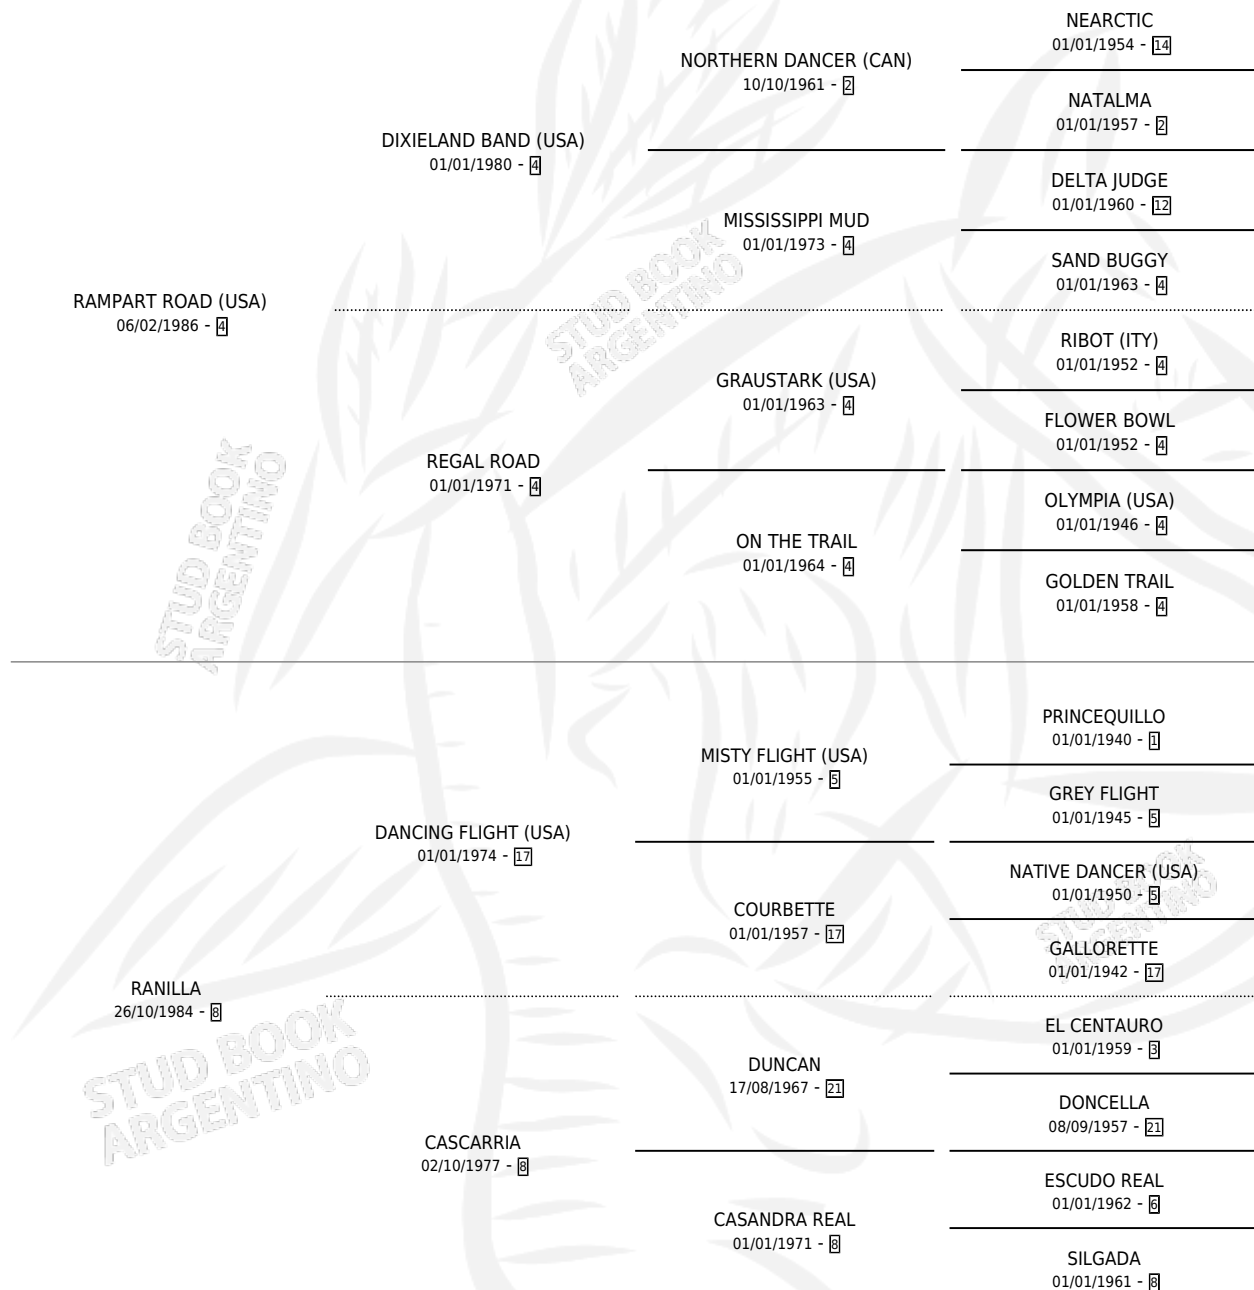 NEARCTIC
01/01/1954 - 14
NORTHERN DANCER (CAN)
10/10/1961 - 2
NATALMA
01/01/1957 - 2
DIXIELAND BAND (USA)
01/01/1980 - 4
DELTA JUDGE
01/01/1960 - 12
MISSISSIPPI MUD
01/01/1973 - 4
SAND BUGGY
01/01/1963 - 4
RAMPART ROAD (USA)
06/02/1986 - 4
STUD BOOK
ARGENTINO
RIBOT (ITY)
01/01/1952 - 4
GRAUSTARK (USA)
01/01/1963 - 4
FLOWER BOWL
01/01/1952 - 4
REGAL ROAD
01/01/1971 - 4
OLYMPIA (USA)
01/01/1946 - 4
ON THE TRAIL
01/01/1964 - 4
GOLDEN TRAIL
01/01/1958 - 4
STUD BOOK
ARGENTINO
PRINCEQUILLO
01/01/1940 - 1
MISTY FLIGHT (USA)
01/01/1955 - 5
GREY FLIGHT
01/01/1945 - 5
DANCING FLIGHT (USA)
01/01/1974 - 17
NATIVE DANCER (USA)
01/01/1950 - 5
STUD BOOK
ARGENTINO
COURBETTE
01/01/1957 - 17
GALLORETTE
01/01/1942 - 17
RANILLA
26/10/1984 - 8
EL CENTAURO
01/01/1959 - 3
STUD BOOK
ARGENTINO
DUNCAN
17/08/1967 - 21
DONCELLA
08/09/1957 - 21
CASCARRIA
02/10/1977 - 8
ESCUDO REAL
01/01/1962 - 6
CASANDRA REAL
01/01/1971 - 8
SILGADA
01/01/1961 - 8